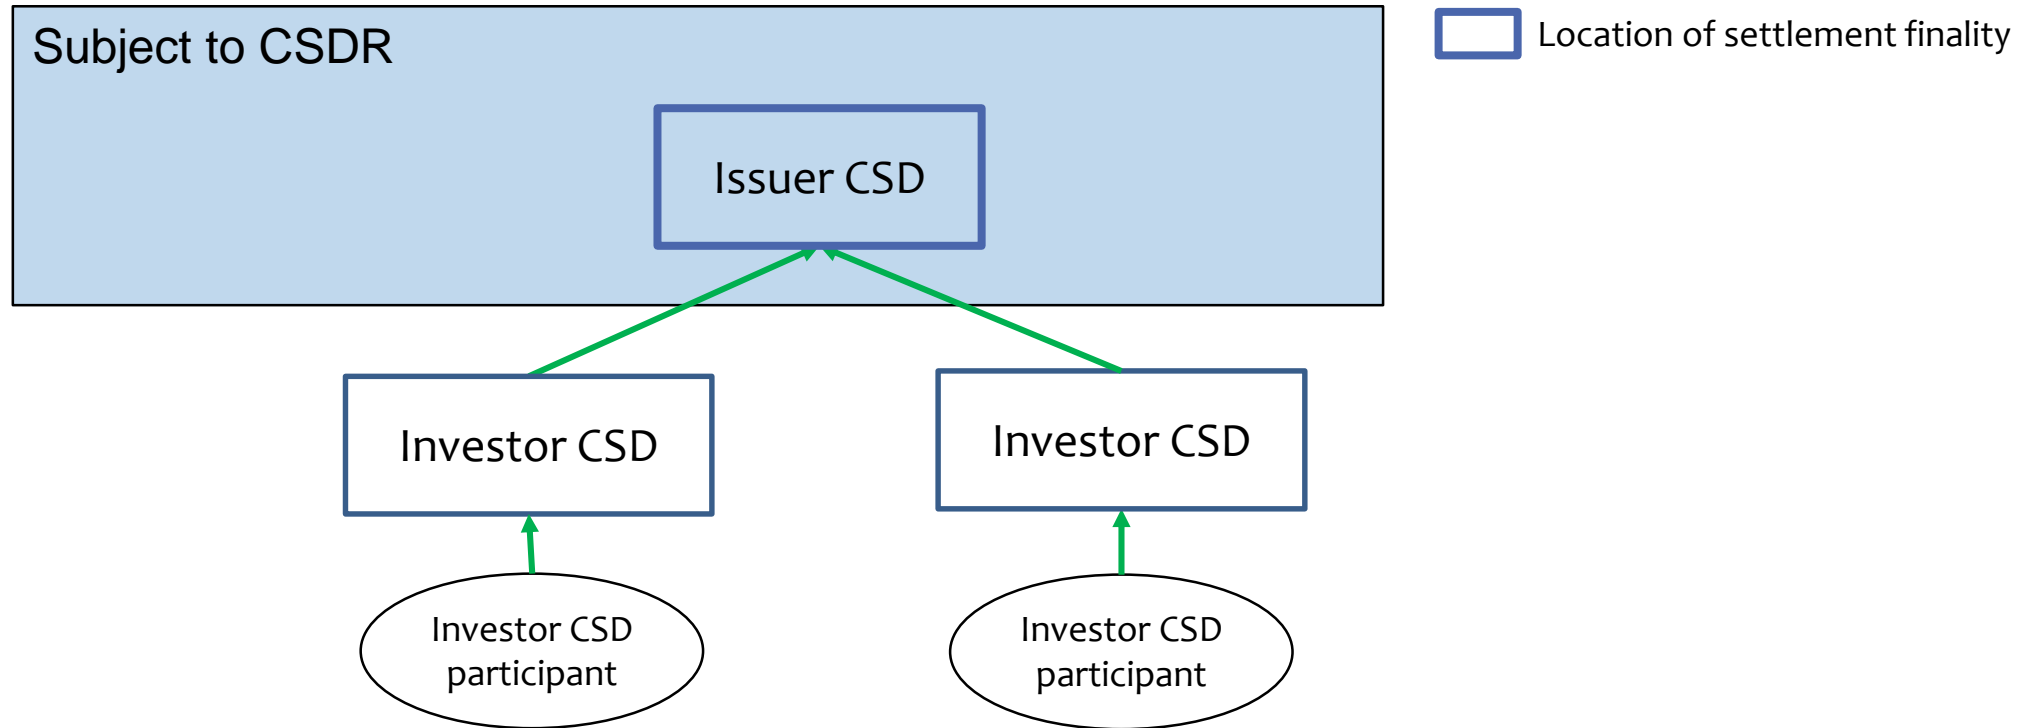 Subject to CSDR
Location of settlement finality
Issuer CSD
Investor CSD
Investor CSD
Investor CSD
participant
Investor CSD
participant